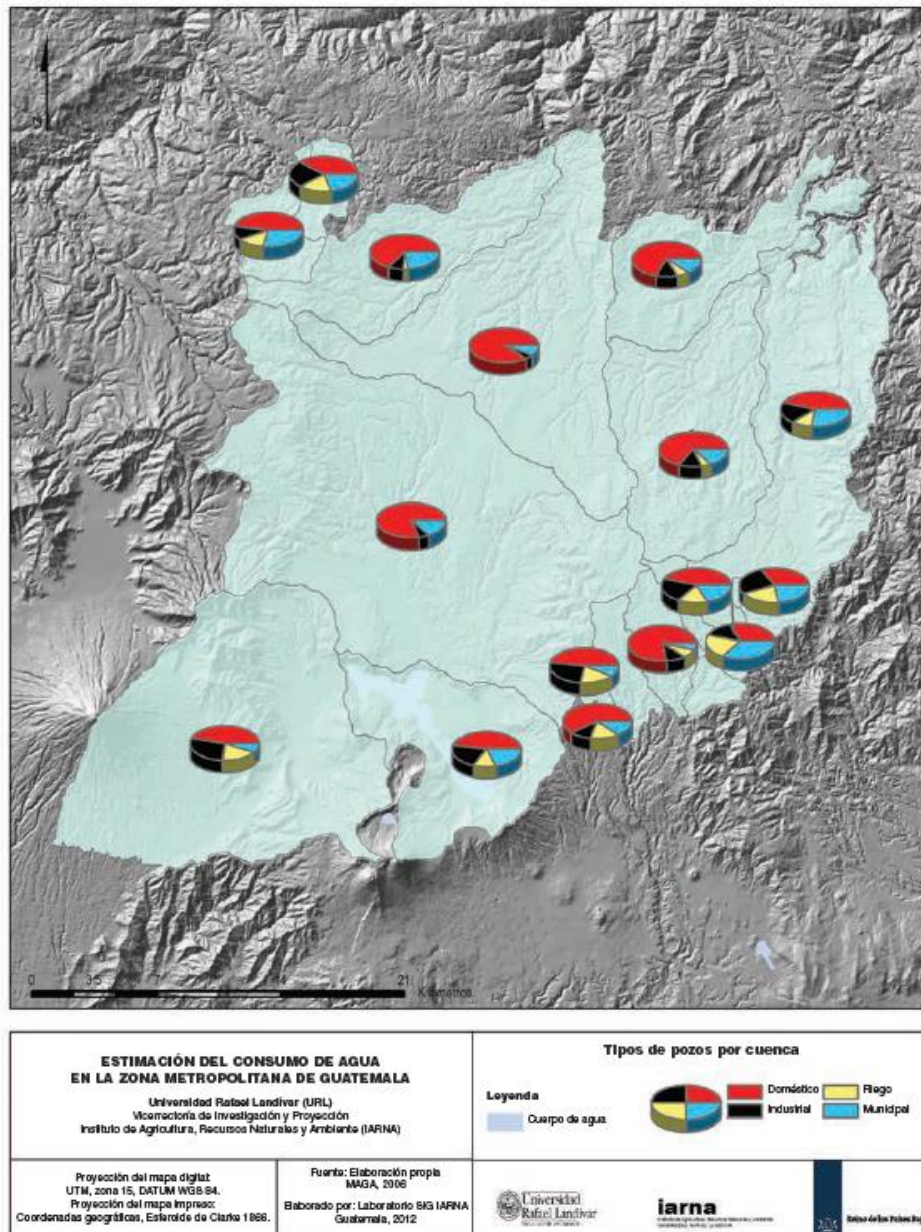 0 3.5 7 14 21
Kilómetros
ESTIMACIÓN DEL CONSUMO DE AGUA
EN LA ZONA METROPOLITANA DE GUATEMALA
Universidad Rafael Landívar (URL)
Vicerrectoría de Investigación y Proyección
Instituto de Agricultura, Recursos Naturales y Ambiente (IARNA)
Tipos de pozos por cuenca
Leyenda
Cuerpo de agua
Doméstico
Riego
Industrial
Municipal
Proyección del mapa digital:
UTM, zona 15, DATUM WGS 84.
Proyección del mapa impreso:
Coordenadas geográficas, Esferoide de Clarke 1866.
Fuente: Elaboración propia
MAGA, 2006
Elaborado por: Laboratorio SIG IARNA
Guatemala, 2012
Universidad
Rafael Landívar
iarna